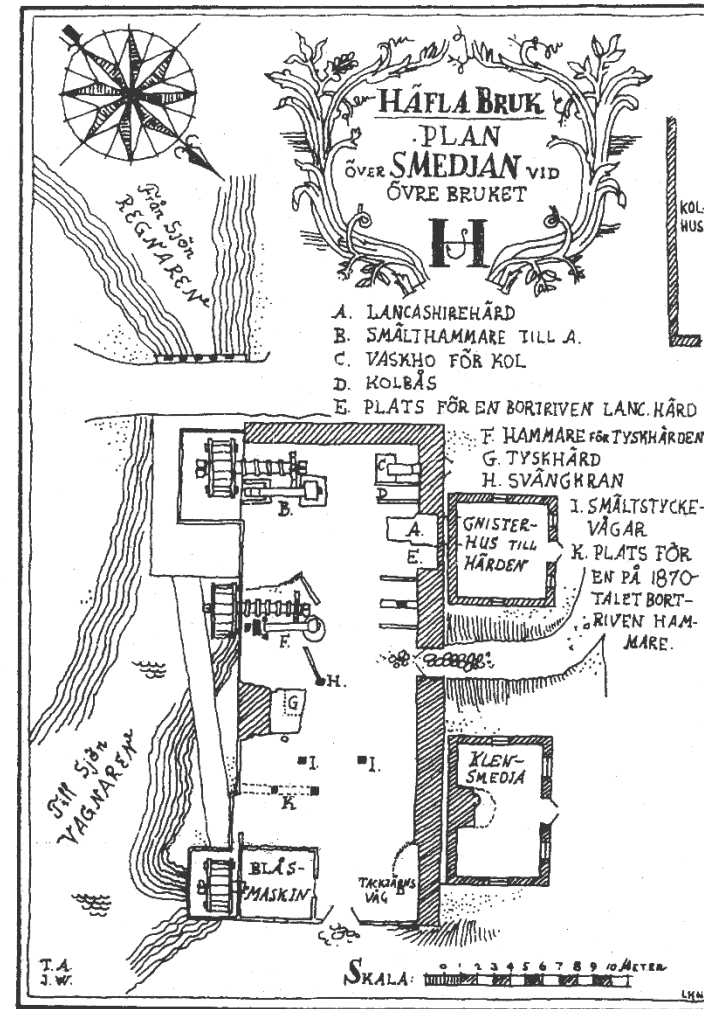 HÄFLA BRUK
PLAN
ÖVER SMEDJAN VID
ÖVRE BRUKET
H
Från Sjön
REGNAREN
KOL-
HUS
A. LANCASHIREHÄRD
B. SMÄLTHAMMARE TILL A.
C. VASKHO FÖR KOL
D. KOLBÅS
E. PLATS FÖR EN BORTRIVEN LANC. HÄRD
F. HAMMARE FÖR TYSKHÄRDEN
G. TYSKHÄRD
H. SVÄNGKRAN
I. SMÄLTSTYCKE-
VÅGAR
K. PLATS FÖR
EN PÅ 1870-
TALET BORT-
RIVEN HAM-
MARE.
B.
C
D
A.
E.
GNISTER-
HUS TILL
HÄRDEN
F.
H.
G
I.
I.
K
Till Sjön
VAGNAREN
KLEN-
SMEDJA
BLÅS-
MASKIN
TACKJÄRNS
VÅG
T.A.
J.W.
SKALA:
0 1 2 3 4 5 6 7 8 9 10 METER
LKN